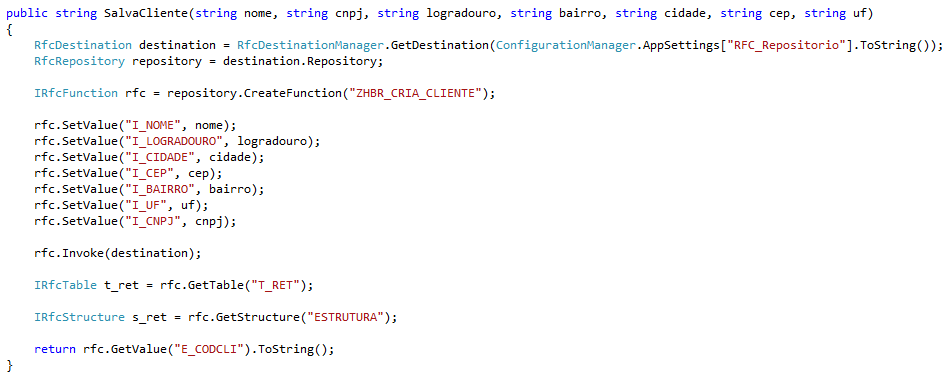 public string SalvaCliente(string nome, string cnpj, string logradouro, string bairro, string cidade, string cep, string uf)
{
    RfcDestination destination = RfcDestinationManager.GetDestination(ConfigurationManager.AppSettings["RFC_Repositorio"].ToString());
    RfcRepository repository = destination.Repository;

    IRfcFunction rfc = repository.CreateFunction("ZHBR_CRIA_CLIENTE");

    rfc.SetValue("I_NOME", nome);
    rfc.SetValue("I_LOGRADOURO", logradouro);
    rfc.SetValue("I_CIDADE", cidade);
    rfc.SetValue("I_CEP", cep);
    rfc.SetValue("I_BAIRRO", bairro);
    rfc.SetValue("I_UF", uf);
    rfc.SetValue("I_CNPJ", cnpj);

    rfc.Invoke(destination);

    IRfcTable t_ret = rfc.GetTable("T_RET");

    IRfcStructure s_ret = rfc.GetStructure("ESTRUTURA");

    return rfc.GetValue("E_CODCLI").ToString();
}